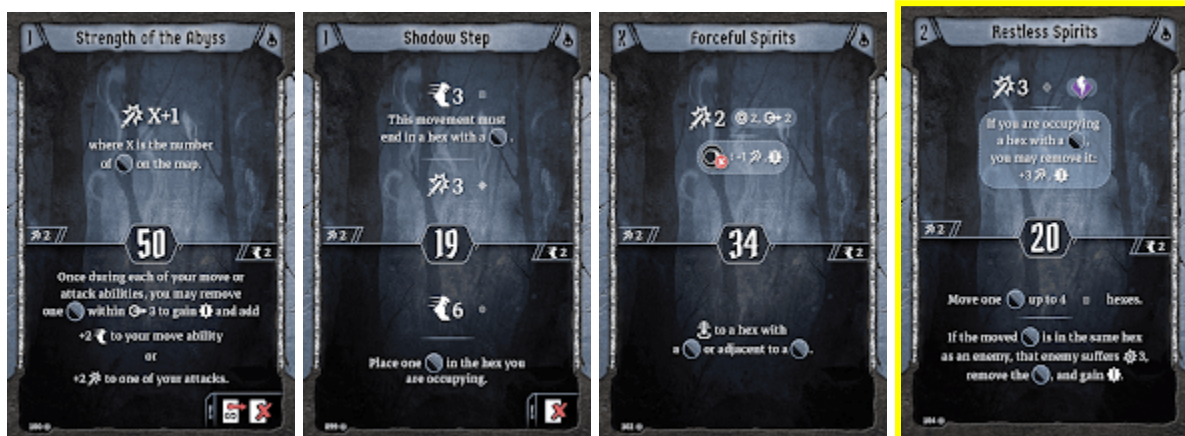 1
Strength of the Abyss
X+1
where X is the number
of on the map.
2
50
2
Once during each of your move or
attack abilities, you may remove
one within 3 to gain and add
+2 to your move ability
or
+2 to one of your attacks.
1
Shadow Step
3
This movement must
end in a hex with a .
3
2
19
2
6
Place one in the hex you
are occupying.
X
Forceful Spirits
2 2, 2
: -1 ,
2
34
2
to a hex with
a or adjacent to a .
2
Restless Spirits
3
If you are occupying
a hex with a ,
you may remove it:
+3 ,
2
20
2
Move one up to 4 hexes.
If the moved is in the same hex
as an enemy, that enemy suffers 3,
remove the , and gain .